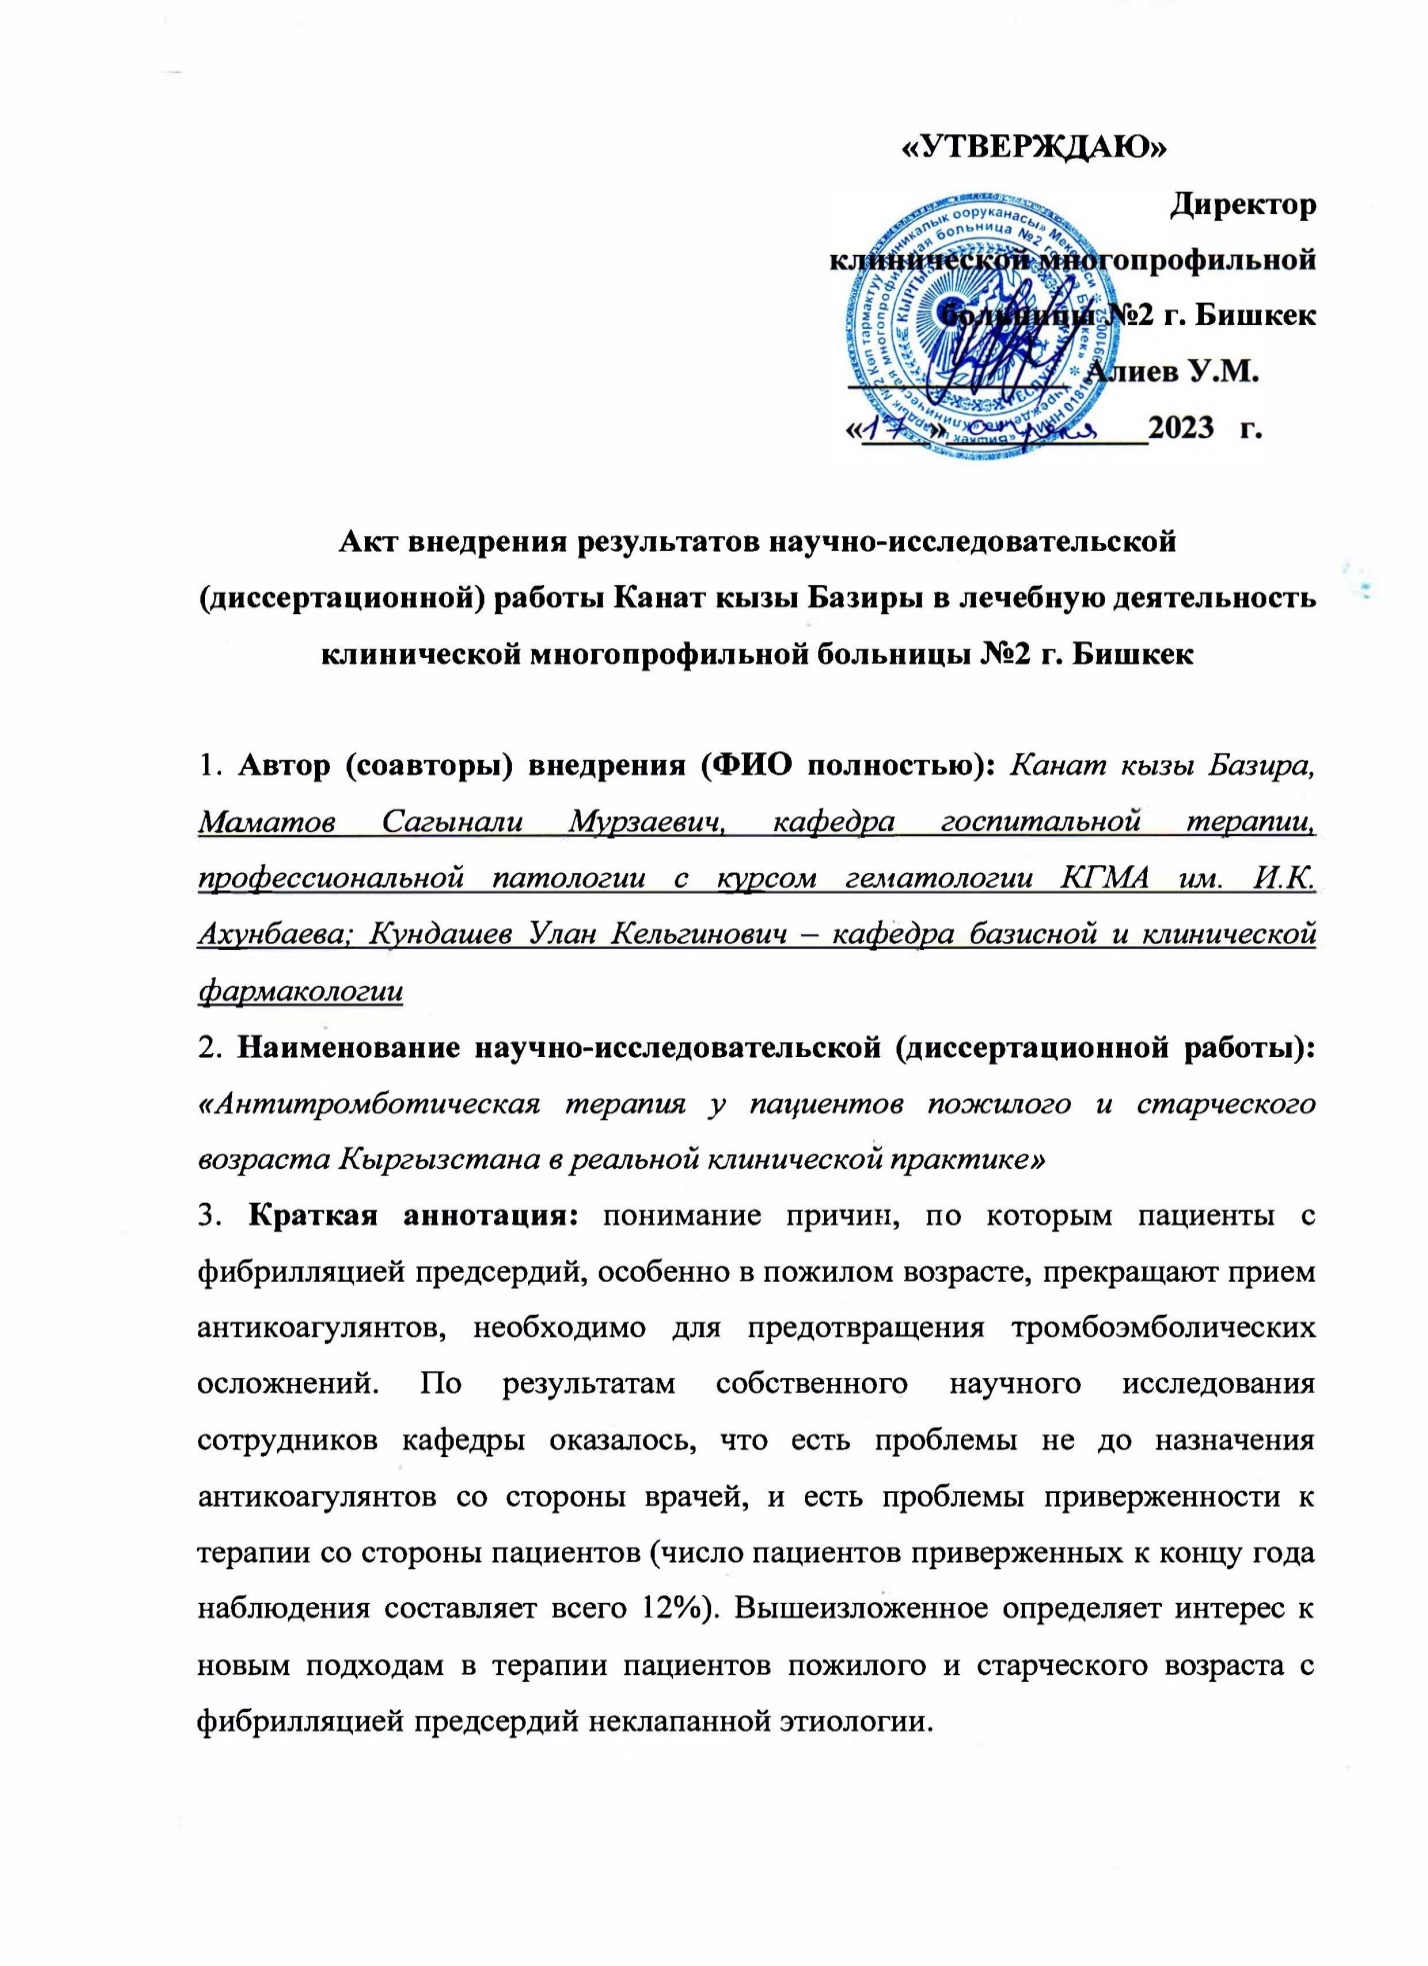 «УТВЕРЖДАЮ»
Директор
клинической многопрофильной
больницы №2 г. Бишкек
Алиев У.М.
«17» апреля 2023 г.
Акт внедрения результатов научно-исследовательской
(диссертационной) работы Канат кызы Базиры в лечебную деятельность
клинической многопрофильной больницы №2 г. Бишкек
1. Автор (соавторы) внедрения (ФИО полностью): Канат кызы Базира,
Маматов Сагынали Мурзаевич, кафедра госпитальной терапии,
профессиональной патологии с курсом гематологии КГМА им. И.К.
Ахунбаева; Кундашев Улан Кельгинович – кафедра базисной и клинической
фармакологии
2. Наименование научно-исследовательской (диссертационной работы):
«Антитромботическая терапия у пациентов пожилого и старческого
возраста Кыргызстана в реальной клинической практике»
3. Краткая аннотация: понимание причин, по которым пациенты с
фибрилляцией предсердий, особенно в пожилом возрасте, прекращают прием
антикоагулянтов, необходимо для предотвращения тромбоэмболических
осложнений. По результатам собственного научного исследования
сотрудников кафедры оказалось, что есть проблемы не до назначения
антикоагулянтов со стороны врачей, и есть проблемы приверженности к
терапии со стороны пациентов (число пациентов приверженных к концу года
наблюдения составляет всего 12%). Вышеизложенное определяет интерес к
новым подходам в терапии пациентов пожилого и старческого возраста с
фибрилляцией предсердий неклапанной этиологии.